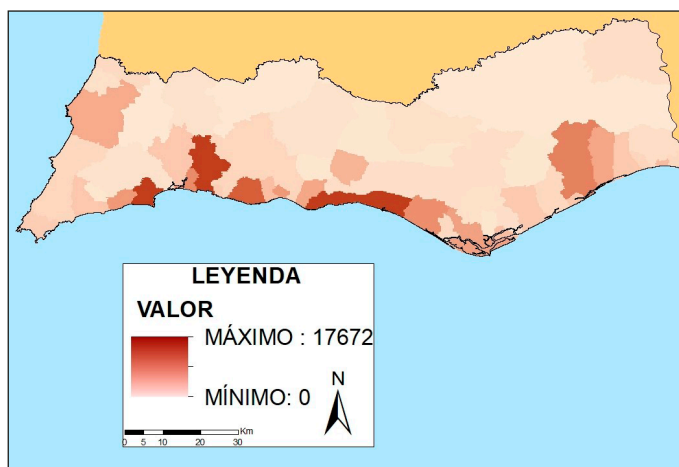 LEYENDA
VALOR
MÁXIMO : 17672
MÍNIMO: 0
N
Km
0 5 10 20 30